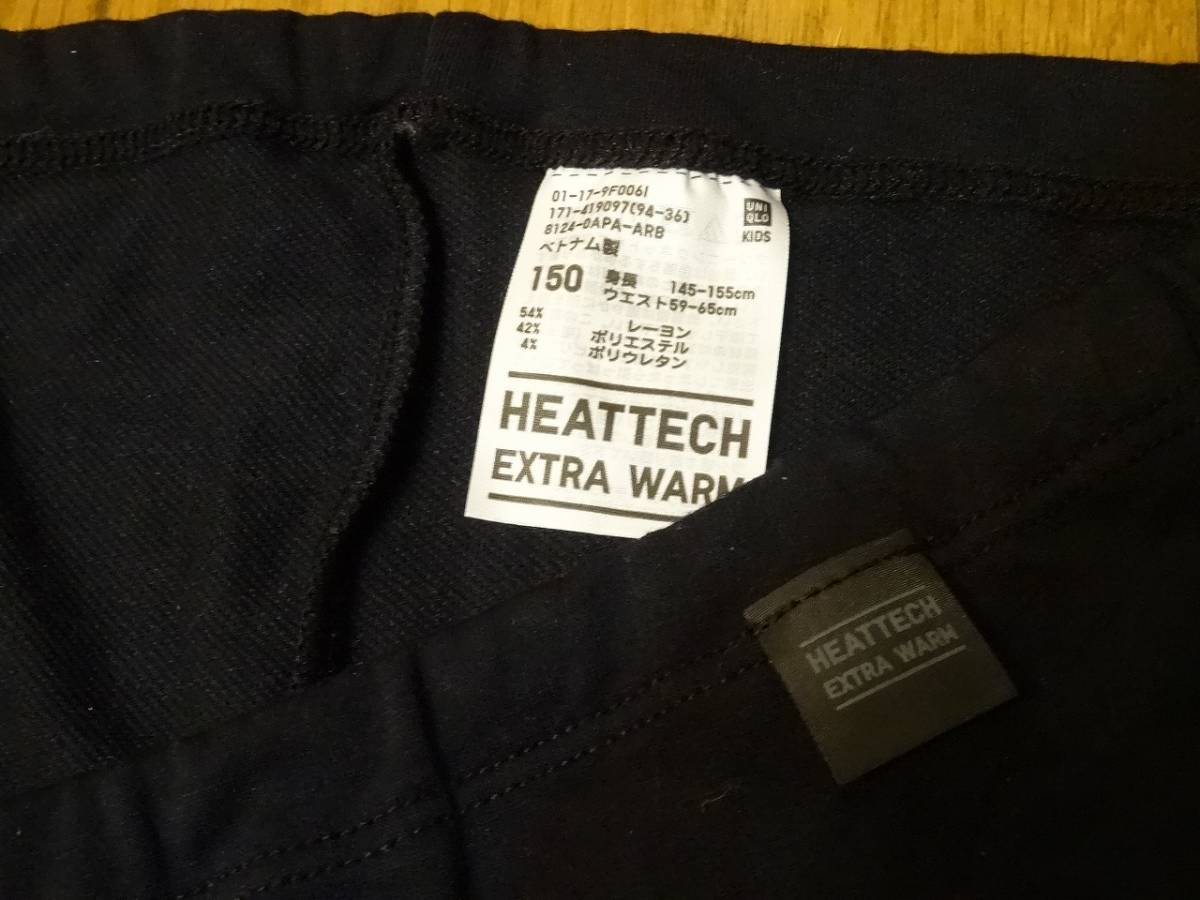 01-17-9F0061
171-419097(94-36)
8124-0APA-ARB
ベトナム製
UNI
QLO
KIDS
150 身長 145-155cm
ウエスト59-65cm
54% レーヨン
42% ポリエステル
4% ポリウレタン
HEATTECH
EXTRA WARM
HEATTECH
EXTRA WARM